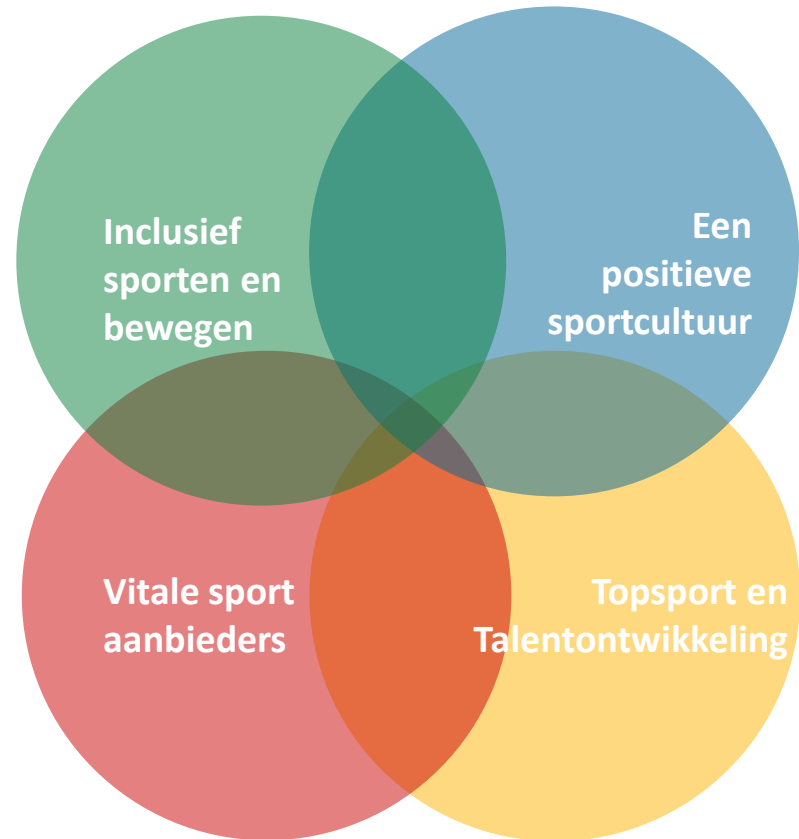 Inclusief
sporten en
bewegen
Een
positieve
sportcultuur
Vitale sport
aanbieders
Topsport en
Talentontwikkeling